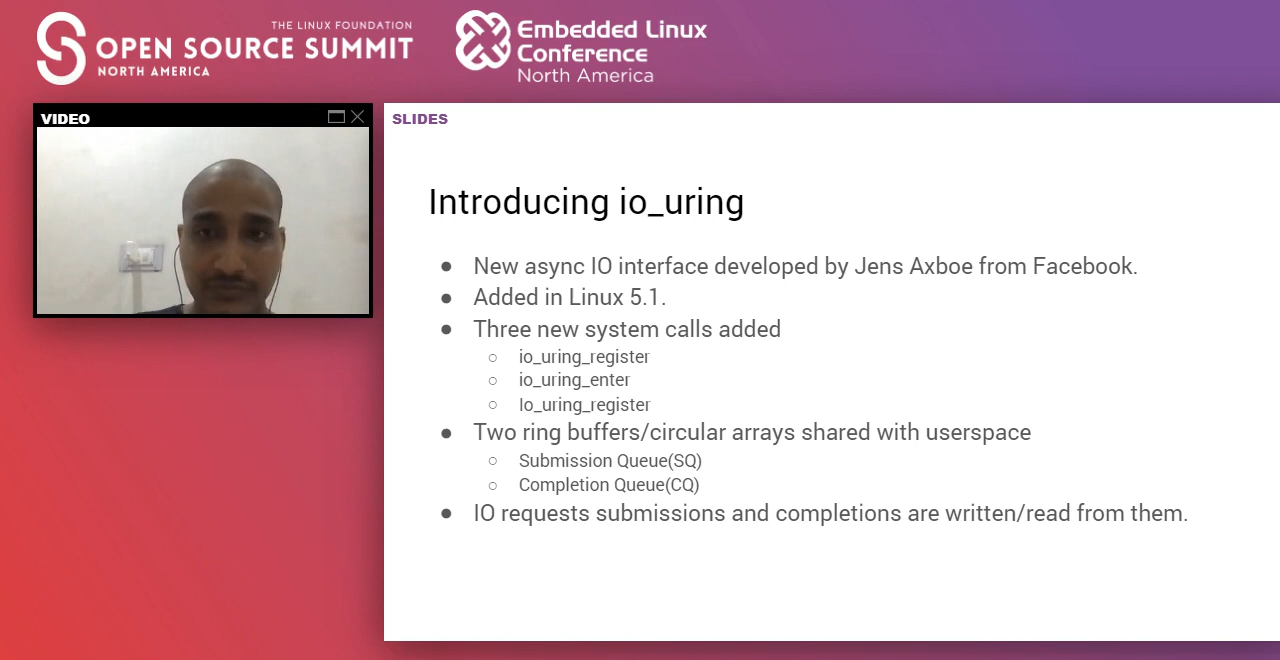 THE LINUX FOUNDATION
OPEN SOURCE SUMMIT
NORTH AMERICA
Embedded Linux
Conference
North America
VIDEO
SLIDES
Introducing io_uring
● New async IO interface developed by Jens Axboe from Facebook.
● Added in Linux 5.1.
● Three new system calls added
○ io_uring_register
○ io_uring_enter
○ Io_uring_register
● Two ring buffers/circular arrays shared with userspace
○ Submission Queue(SQ)
○ Completion Queue(CQ)
● IO requests submissions and completions are written/read from them.